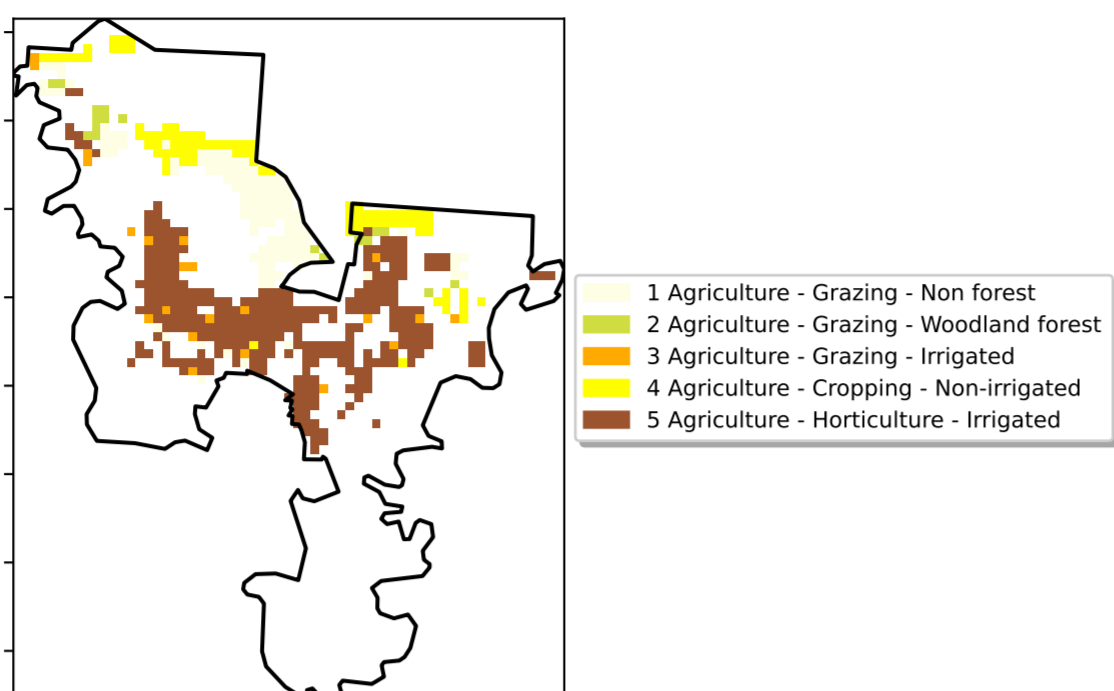 1 Agriculture - Grazing - Non forest
2 Agriculture - Grazing - Woodland forest
3 Agriculture - Grazing - Irrigated
4 Agriculture - Cropping - Non-irrigated
5 Agriculture - Horticulture - Irrigated